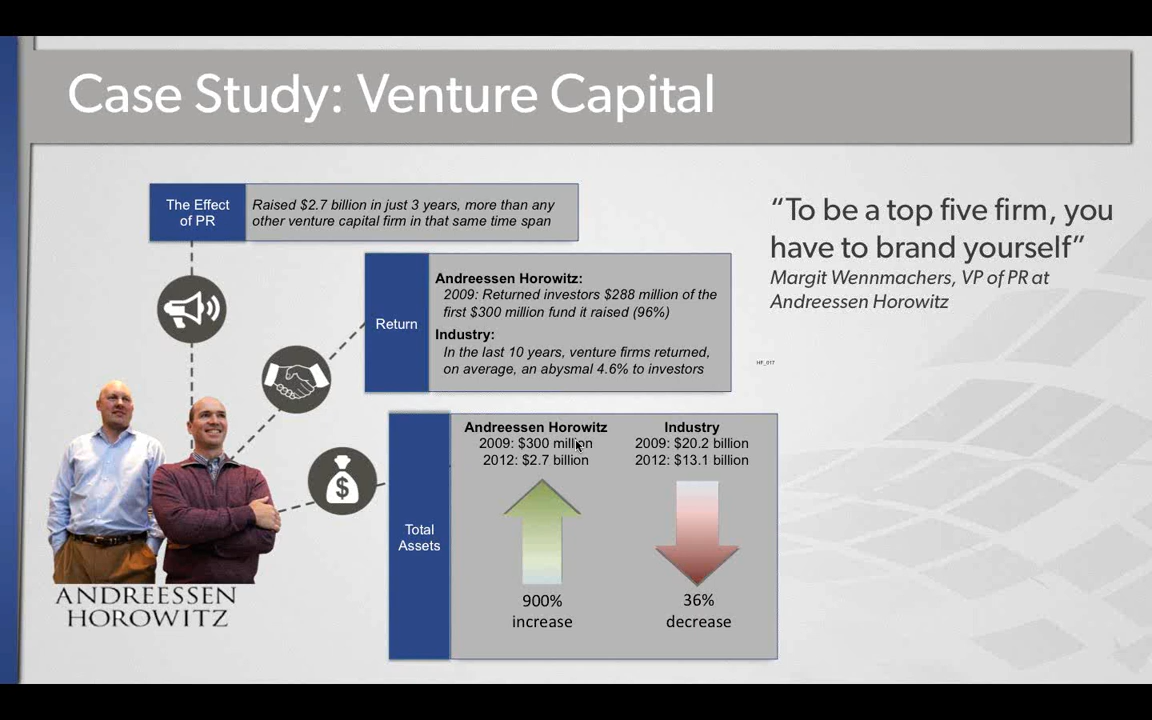 Case Study: Venture Capital
The Effect
of PR
Raised $2.7 billion in just 3 years, more than any
other venture capital firm in that same time span
“To be a top five firm, you
have to brand yourself”
Margit Wennmachers, VP of PR at
Andreessen Horowitz
Return
Andreessen Horowitz:
2009: Returned investors $288 million of the
first $300 million fund it raised (96%)
Industry:
In the last 10 years, venture firms returned,
on average, an abysmal 4.6% to investors
HF_017
$
Total
Assets
Andreessen Horowitz
2009: $300 million
2012: $2.7 billion
900%
increase
Industry
2009: $20.2 billion
2012: $13.1 billion
36%
decrease
ANDREESSEN
HOROWITZ